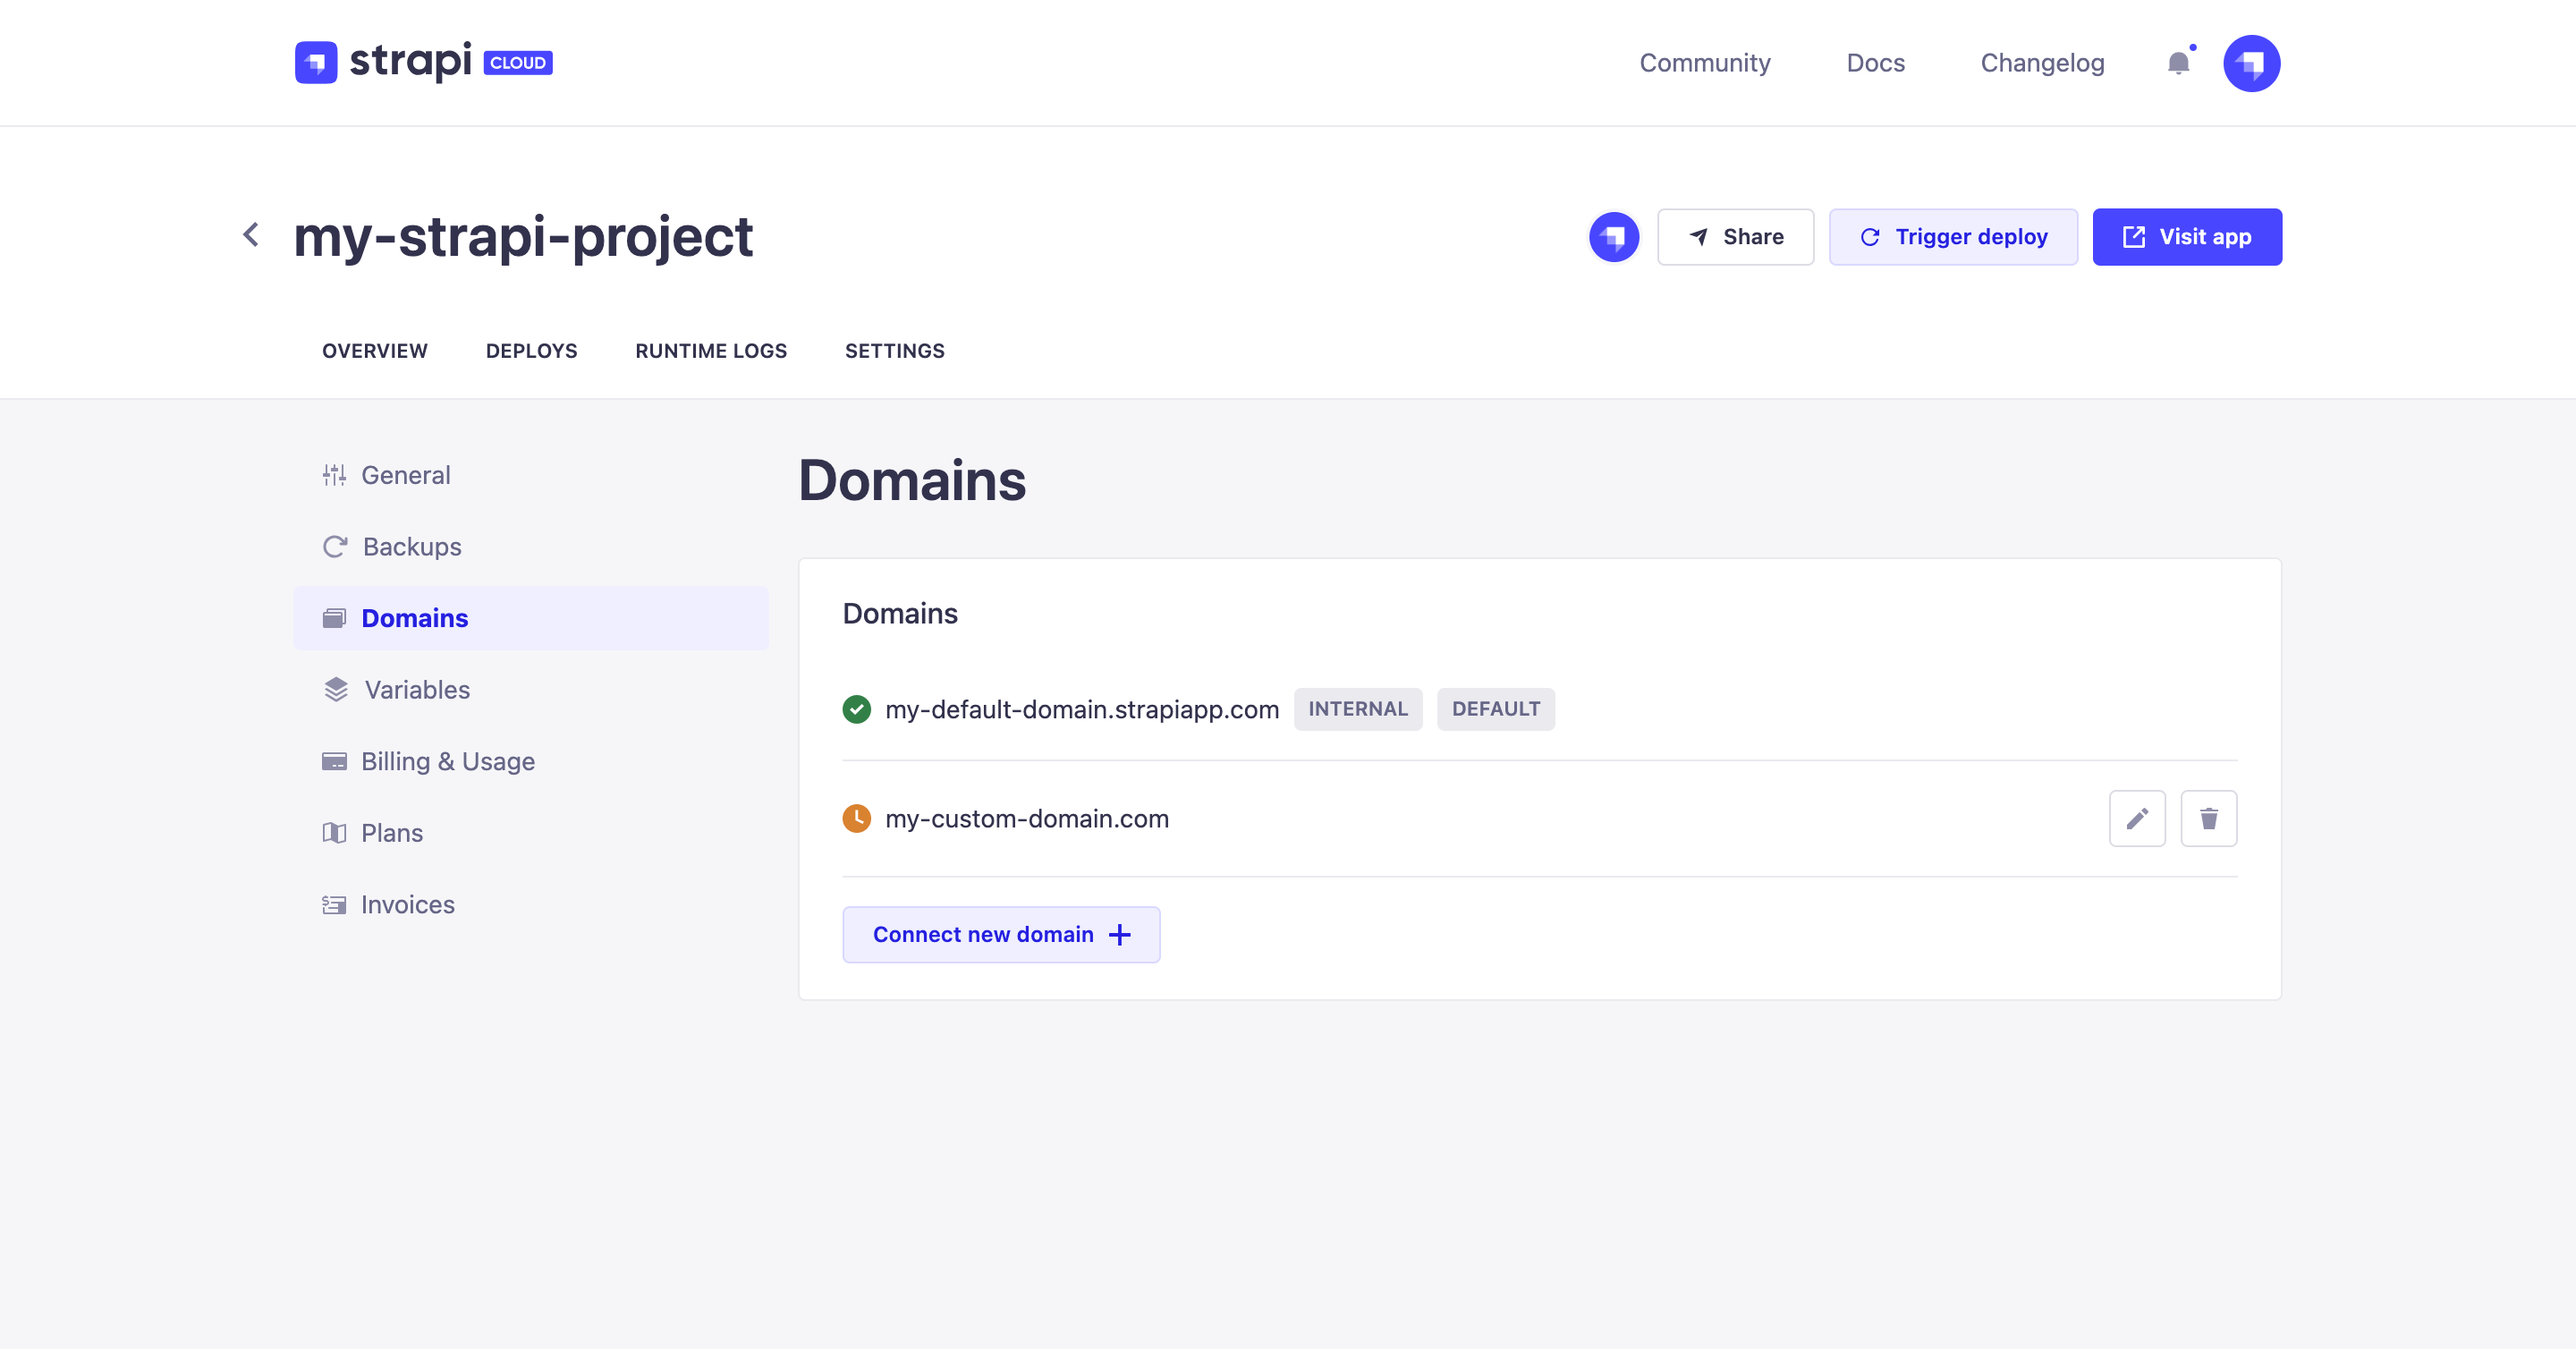 strapi CLOUD
Community Docs Changelog
my-strapi-project
Share Trigger deploy Visit app
OVERVIEW DEPLOYS RUNTIME LOGS SETTINGS
General
Backups
Domains
Variables
Billing & Usage
Plans
Invoices
Domains
Domains
my-default-domain.strapiapp.com INTERNAL DEFAULT
my-custom-domain.com
Connect new domain